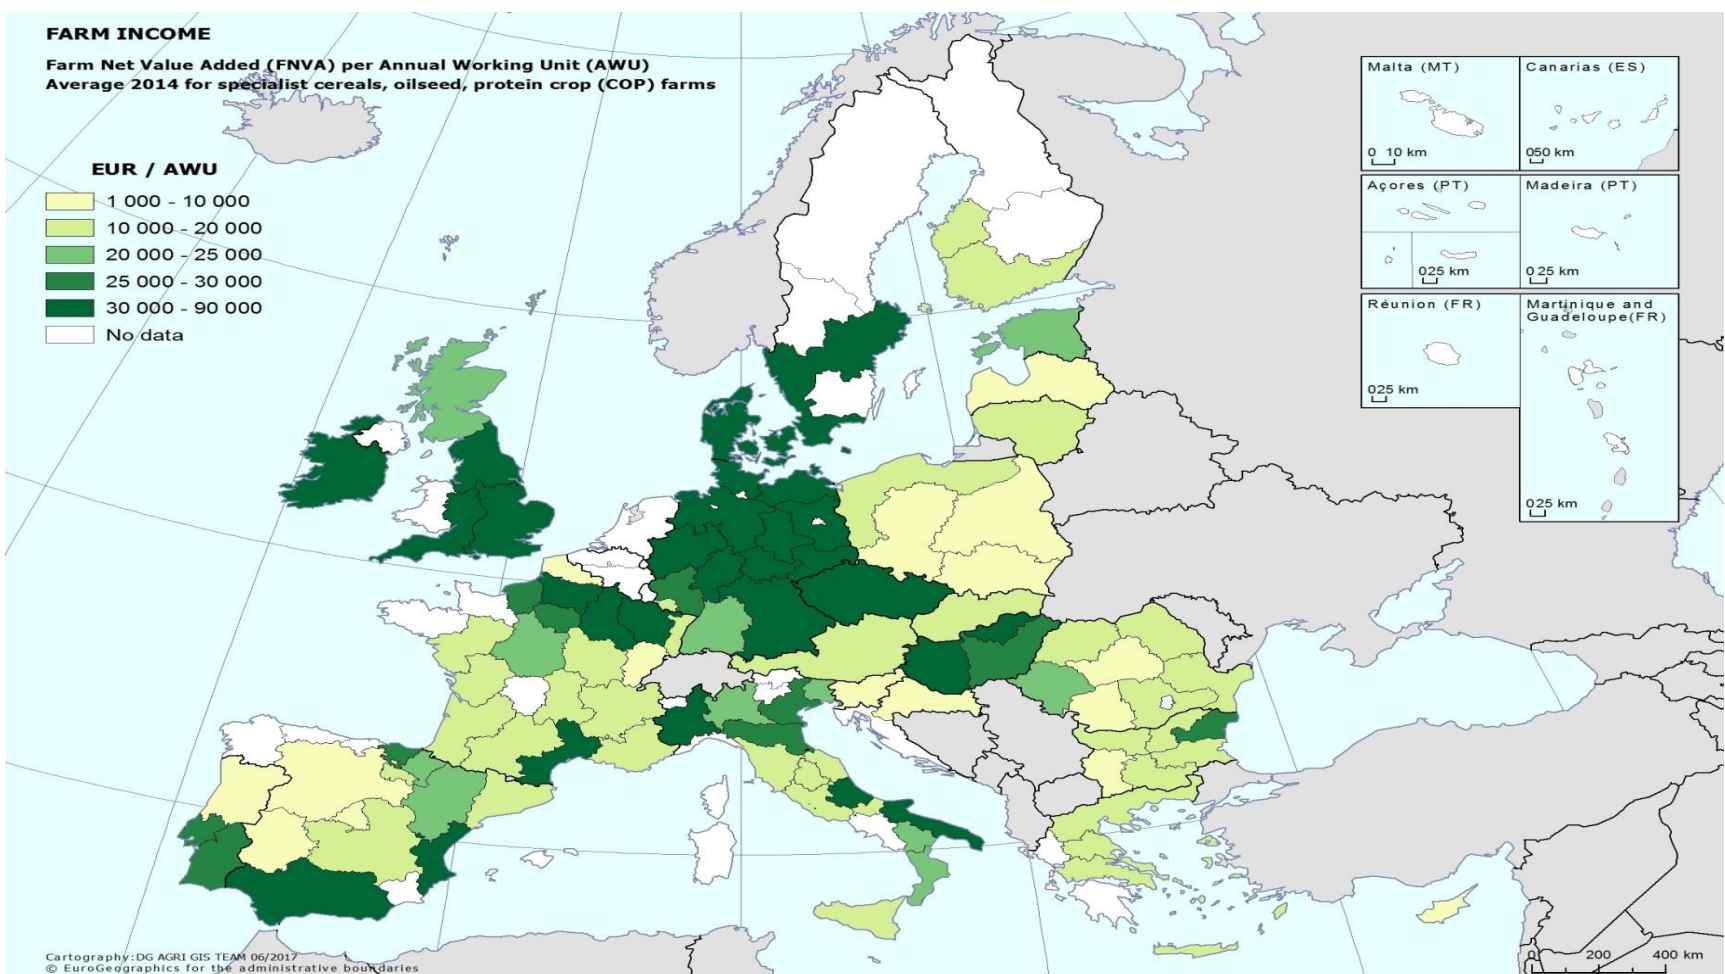 FARM INCOME
Farm Net Value Added (FNVA) per Annual Working Unit (AWU)
Average 2014 for specialist cereals, oilseed, protein crop (COP) farms
EUR / AWU
1 000 - 10 000
10 000 - 20 000
20 000 - 25 000
25 000 - 30 000
30 000 - 90 000
No data
Malta (MT)
0 10 km
Canarias (ES)
050 km
Açores (PT)
025 km
Madeira (PT)
0 25 km
Réunion (FR)
025 km
Martinique and
Guadeloupe(FR)
025 km
Cartography:DG AGRI GIS TEAM 06/2017
© EuroGeographics for the administrative boundaries
0 200 400 km